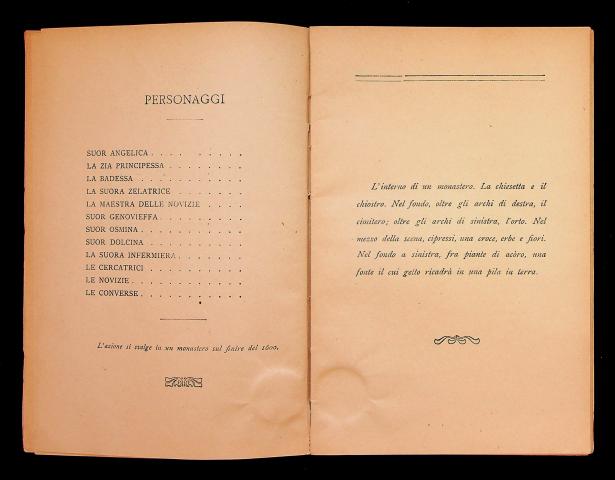 PERSONAGGI
SUOR ANGELICA . . . . . . . .
LA ZIA PRINCIPESSA . . . . . . .
LA BADESSA . . . . . . . . .
LA SUORA ZELATRICE . . . . . .
LA MAESTRA DELLE NOVIZIE . . . .
SUOR GENOVIEFFA . . . . . . .
SUOR OSMINA . . . . . . . .
SUOR DOLCINA . . . . . . . .
LA SUORA INFERMIERA . . . . . .
LE CERCATRICI . . . . . . . .
LE NOVIZIE . . . . . . . . .
LE CONVERSE . . . . . . . .
L'azione si svolge in un monastero sul finire del 1600.
L'interno di un monastero. La chiesetta e il
chiostro. Nel fondo, oltre gli archi di destra, il
cimitero; oltre gli archi di sinistra, l'orto. Nel
mezzo della scena, cipressi, una croce, erbe e fiori.
Nel fondo a sinistra, fra piante di acòro, una
fonte il cui getto ricadrà in una pila in terra.